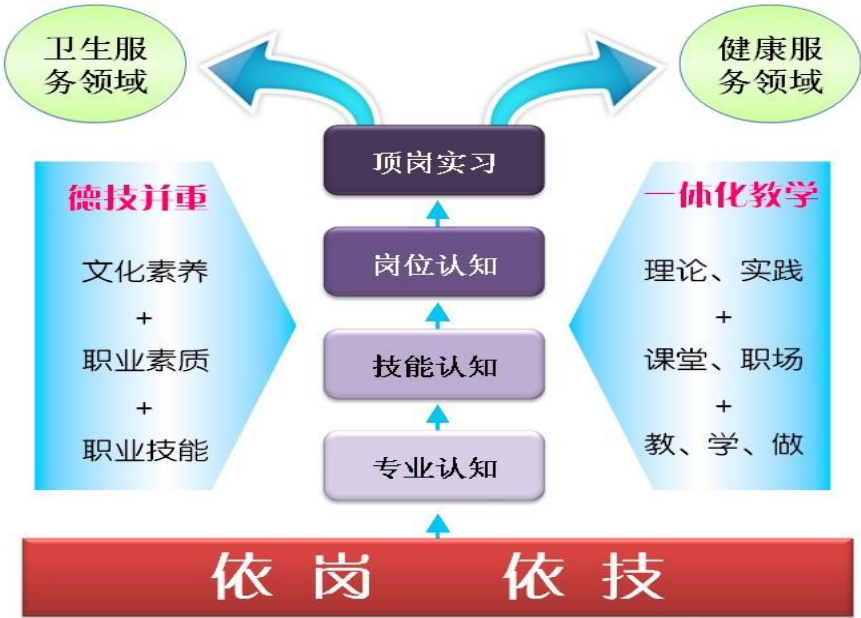 卫生服
务领域
健康服
务领域
顶岗实习
德技并重
文化素养
+
职业素质
+
职业技能
岗位认知
技能认知
专业认知
一体化教学
理论、实践
+
课堂、职场
+
教、学、做
依岗 依技